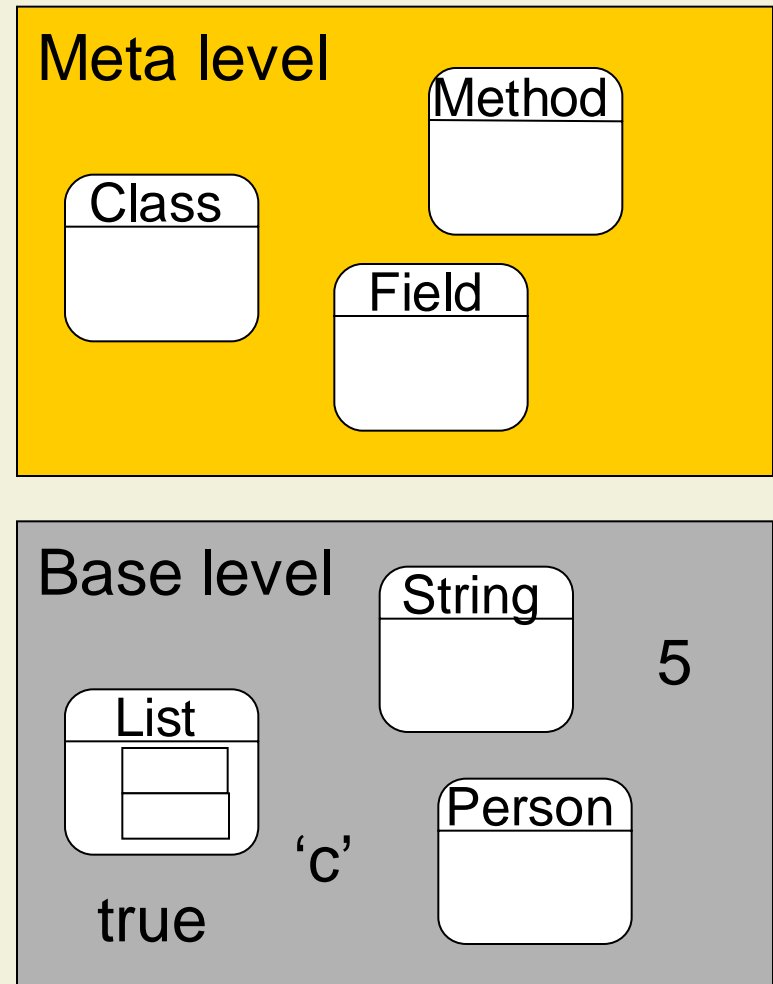 Meta level
Method
Class
Field
Base level
String
5
List
Person
‘c’
true